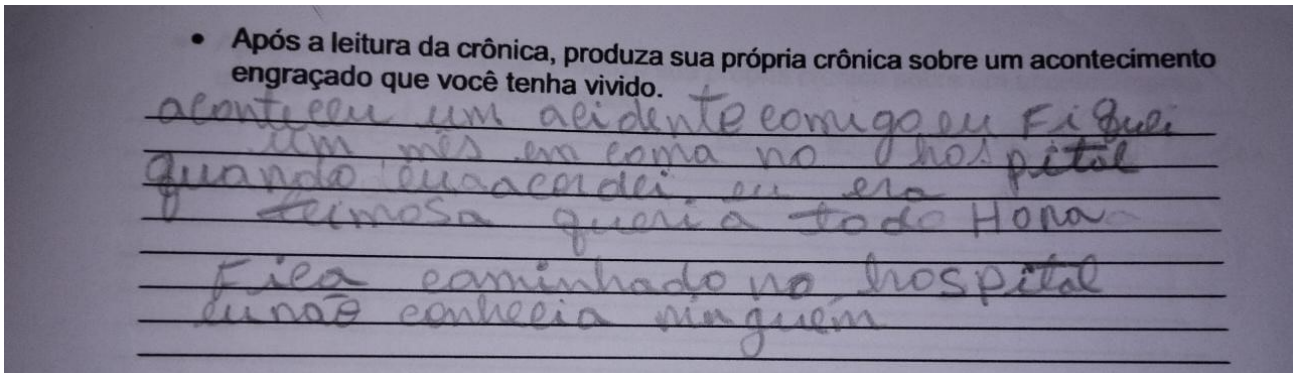 • Após a leitura da crônica, produza sua própria crônica sobre um acontecimento
engraçado que você tenha vivido.
aconteceu um acidente comigo eu Fiquei
um mês em coma no hospital
quando eu acordei eu era
teimosa queria todo Hora
Fica caminhado no hospital
eu não conhecia ninguém